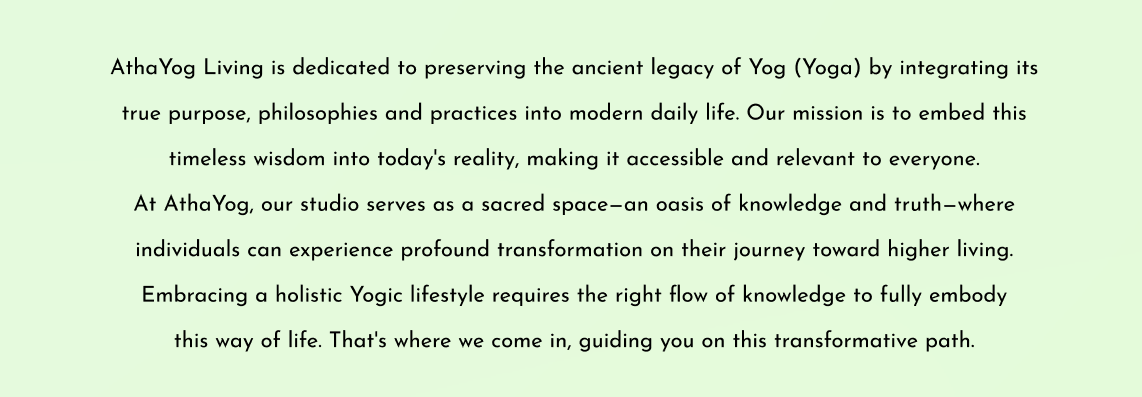 AthaYog Living is dedicated to preserving the ancient legacy of Yog (Yoga) by integrating its
true purpose, philosophies and practices into modern daily life. Our mission is to embed this
timeless wisdom into today's reality, making it accessible and relevant to everyone.
At AthaYog, our studio serves as a sacred space—an oasis of knowledge and truth—where
individuals can experience profound transformation on their journey toward higher living.
Embracing a holistic Yogic lifestyle requires the right flow of knowledge to fully embody
this way of life. That's where we come in, guiding you on this transformative path.